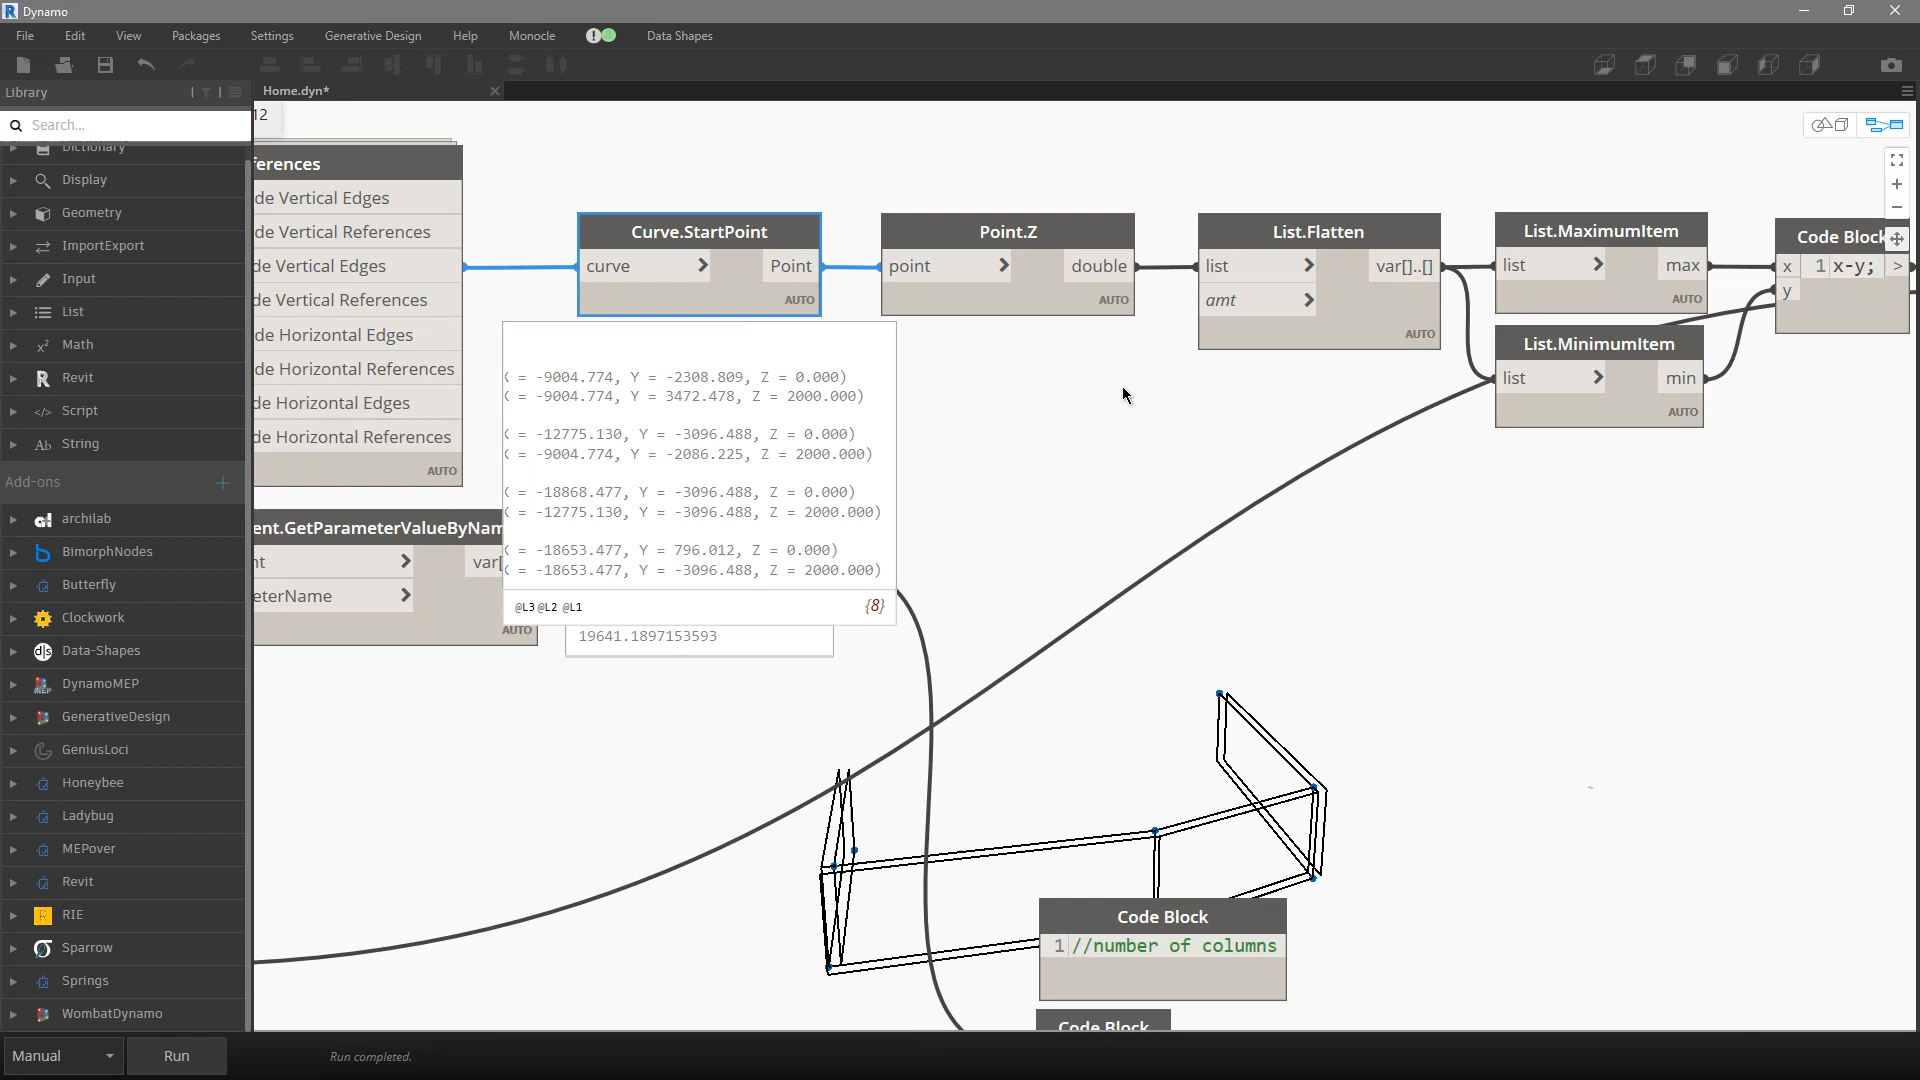 Dynamo
File Edit View Packages Settings Generative Design Help Monocle Data Shapes
Library
Home.dyn*
Search...
Dictionary
Display
Geometry
ImportExport
Input
List
Math
Revit
Script
String
Add-ons
archilab
BimorphNodes
Butterfly
Clockwork
Data-Shapes
DynamoMEP
GenerativeDesign
GeniusLoci
Honeybee
Ladybug
MEPover
Revit
RIE
Sparrow
Springs
WombatDynamo
12
ferences
de Vertical Edges
de Vertical References
de Vertical Edges
de Vertical References
de Horizontal Edges
de Horizontal References
de Horizontal Edges
de Horizontal References
AUTO
ent.GetParameterValueByNam
nt var[
eterName
AUTO
Curve.StartPoint
curve > Point
AUTO
= -9004.774, Y = -2308.809, Z = 0.000)
= -9004.774, Y = 3472.478, Z = 2000.000)
= -12775.130, Y = -3096.488, Z = 0.000)
= -9004.774, Y = -2086.225, Z = 2000.000)
= -18868.477, Y = -3096.488, Z = 0.000)
= -12775.130, Y = -3096.488, Z = 2000.000)
= -18653.477, Y = 796.012, Z = 0.000)
= -18653.477, Y = -3096.488, Z = 2000.000)
@L3 @L2 @L1 {8}
19641.1897153593
Point.Z
point > double
AUTO
List.Flatten
list > var[]..[]
amt >
AUTO
List.MaximumItem
list > max
AUTO
List.MinimumItem
list > min
AUTO
Code Block
x 1 x-y; >
y
Code Block
1 //number of columns
Code Block
Manual Run Run completed.